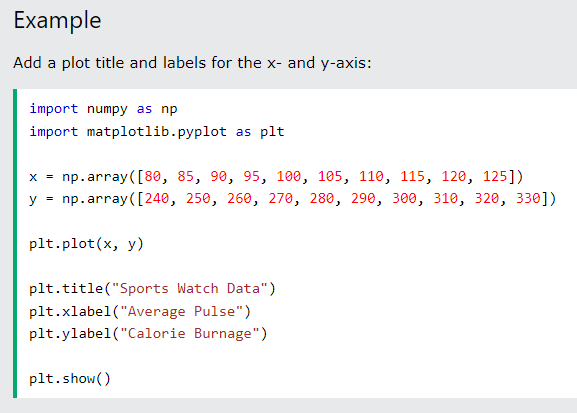 Example
Add a plot title and labels for the x- and y-axis:
import numpy as np
import matplotlib.pyplot as plt
x = np.array([80, 85, 90, 95, 100, 105, 110, 115, 120, 125])
y = np.array([240, 250, 260, 270, 280, 290, 300, 310, 320, 330])
plt.plot(x, y)
plt.title("Sports Watch Data")
plt.xlabel("Average Pulse")
plt.ylabel("Calorie Burnage")
plt.show()